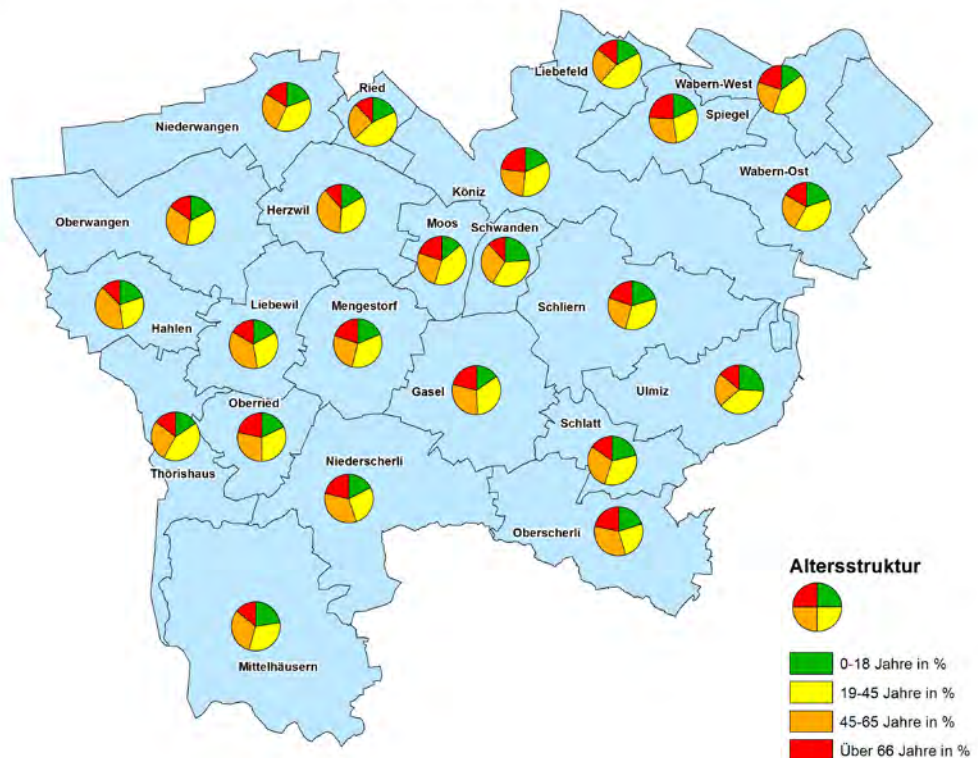 Liebefeld
Wabern-West
Ried
Spiegel
Niederwangen
Wabern-Ost
Köniz
Herzwil
Oberwangen
Moos
Schwanden
Liebewil
Mengestorf
Schliern
Hahlen
Gasel
Ulmiz
Oberried
Schlatt
Thörishaus
Niederscherli
Oberscherli
Mittelhäusern
Altersstruktur
0-18 Jahre in %
19-45 Jahre in %
45-65 Jahre in %
Über 66 Jahre in %